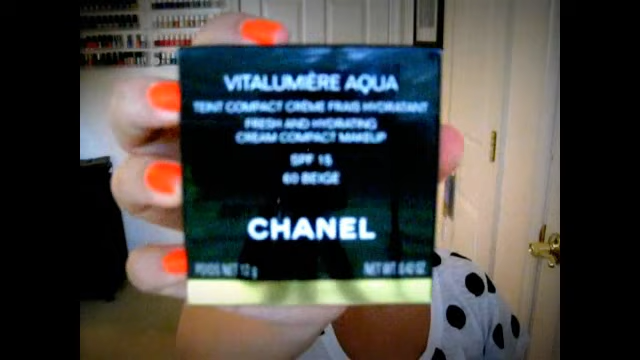 VITALUMIÈRE AQUA
TEINT COMPACT CRÈME FRAIS HYDRATANT
FRESH AND HYDRATING
CREAM COMPACT MAKEUP
SPF 15
60 BEIGE
CHANEL
POIDS NET 12 g
NET WT. 0.42 OZ